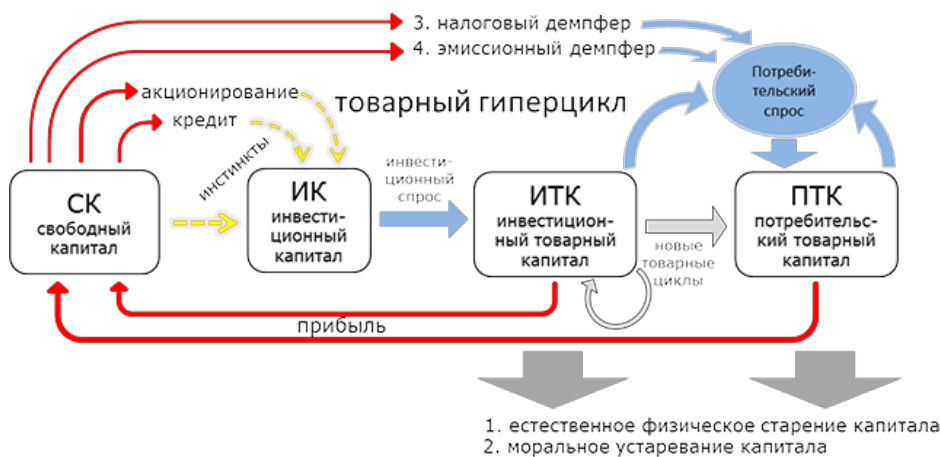 3. налоговый демпфер
4. эмиссионный демпфер
акционирование
кредит
товарный гиперцикл
Потреби-
тельский
спрос
инстинкты
СК
свободный
капитал
ИК
инвести-
ционный
капитал
инвести-
ционный
спрос
ИТК
инвестицион-
ный товарный
капитал
новые
товарные
циклы
ПТК
потребительс-
кий товарный
капитал
прибыль
1. естественное физическое старение капитала
2. моральное устаревание капитала